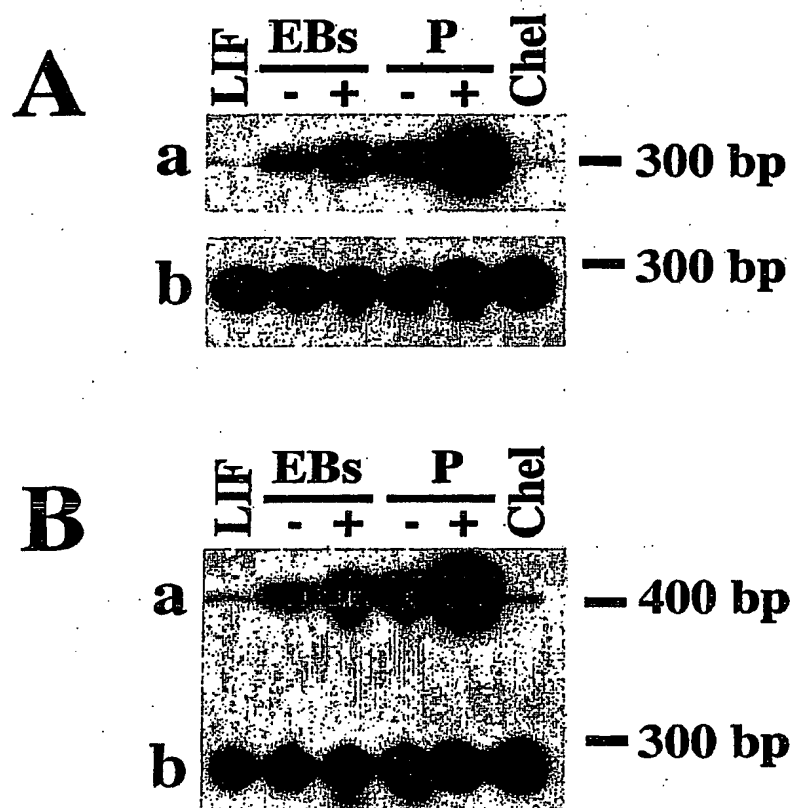 A
LIF EBs P Chel
- + - +
a
300 bp
b
300 bp
B
LIF EBs P Chel
- + - +
a
400 bp
b
300 bp